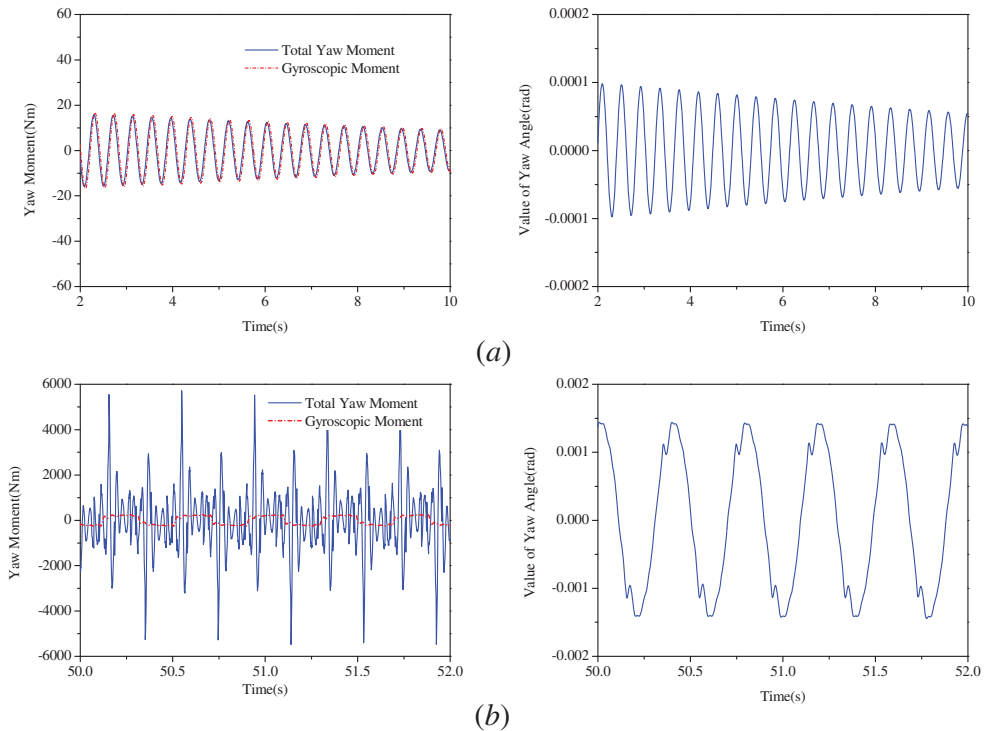 60
40
20
0
-20
-40
-60
Yaw Moment(Nm)
Total Yaw Moment
Gyroscopic Moment
2 4 6 8 10
Time(s)
0.0002
0.0001
0.0000
-0.0001
-0.0002
Value of Yaw Angle(rad)
2 4 6 8 10
Time(s)
(a)
6000
4000
2000
0
-2000
-4000
-6000
Yaw Moment(Nm)
Total Yaw Moment
Gyroscopic Moment
50.0 50.5 51.0 51.5 52.0
Time(s)
0.002
0.001
0.000
-0.001
-0.002
Value of Yaw Angle(rad)
50.0 50.5 51.0 51.5 52.0
Time(s)
(b)